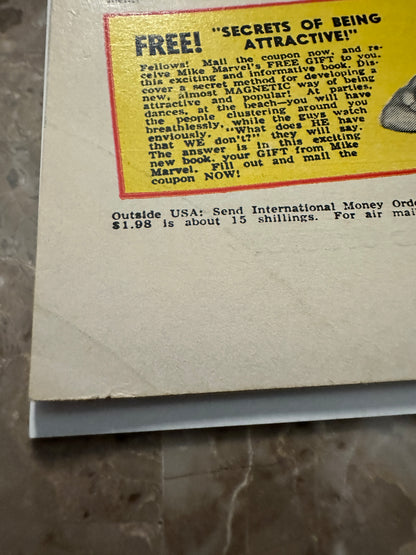 FREE! "SECRETS OF BEING
ATTRACTIVE!"
Fellows! Mail the coupon now, and re-
ceive Mike Marvel's FREE GIFT to you,
this exciting and informative book. Dis-
cover a secret method for developing a
new, almost MAGNETIC way of being
attractive and popular! At parties,
dances, at the beach—you will have
the people clustering around you
breathlessly, while the guys watch
enviously. "What does HE have
that WE don't?" they will say.
The answer is in this exciting
new book, your GIFT from Mike
Marvel. Fill out and mail the
coupon NOW!
Outside USA: Send International Money Orde
$1.98 is about 15 shillings. For air mai